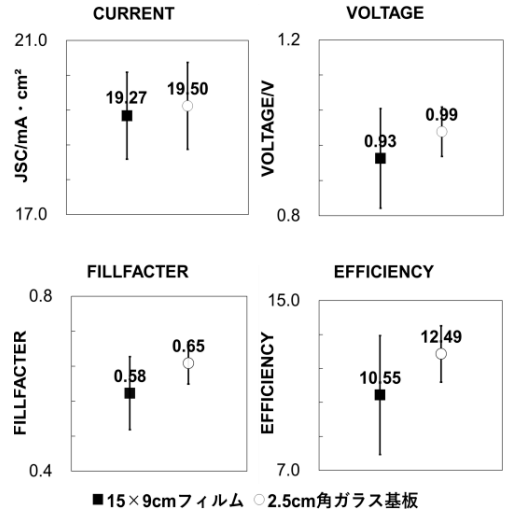 CURRENT
21.0
JSC/mA・cm²
19.27
19.50
17.0
VOLTAGE
1.2
VOLTAGE/V
0.93
0.99
0.8
FILLFACTER
0.8
FILLFACTER
0.58
0.65
0.4
EFFICIENCY
15.0
EFFICIENCY
10.55
12.49
7.0
■15×9cmフィルム ○2.5cm角ガラス基板